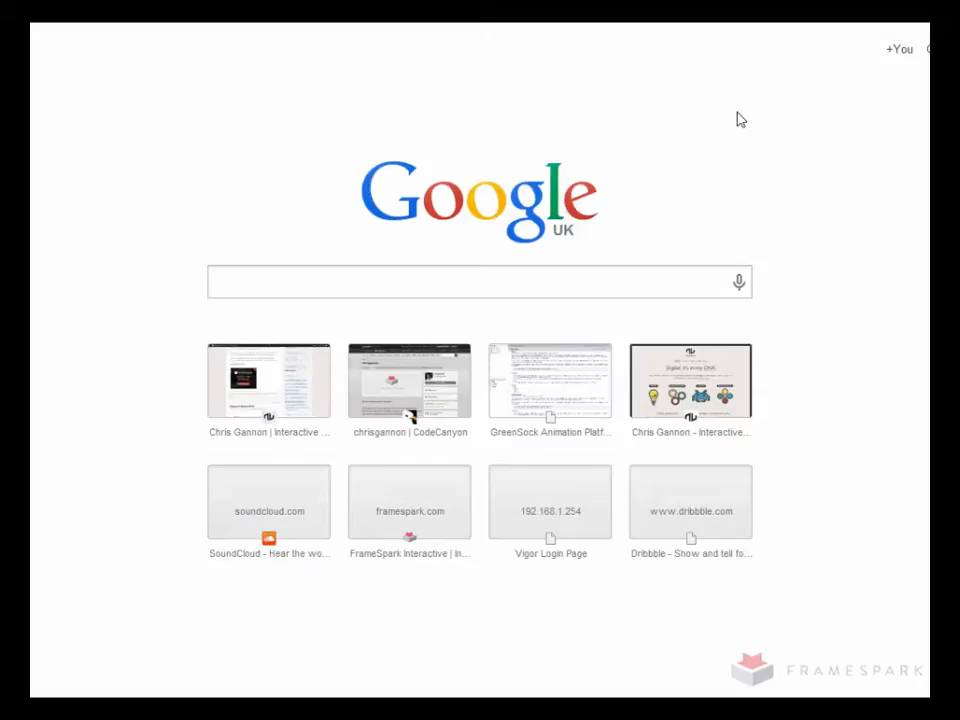 +You
Google
UK
Chris Gannon | Interactive ...
chrisgannon | CodeCanyon
GreenSock Animation Platf...
Chris Gannon - Interactive...
soundcloud.com
framespark.com
192.168.1.254
www.dribbble.com
SoundCloud - Hear the wo...
FrameSpark Interactive | In...
Vigor Login Page
Dribbble - Show and tell fo...
FRAMESPARK